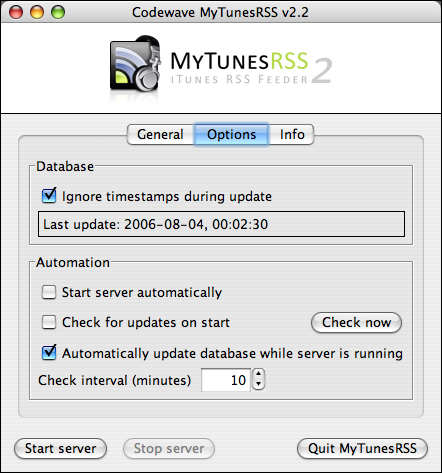 Codewave MyTunesRSS v2.2
MYTUNESRSS
ITUNES RSS FEEDER 2
General Options Info
Database
Ignore timestamps during update
Last update: 2006-08-04, 00:02:30
Automation
Start server automatically
Check for updates on start Check now
Automatically update database while server is running
Check interval (minutes) 10
Start server Stop server Quit MyTunesRSS